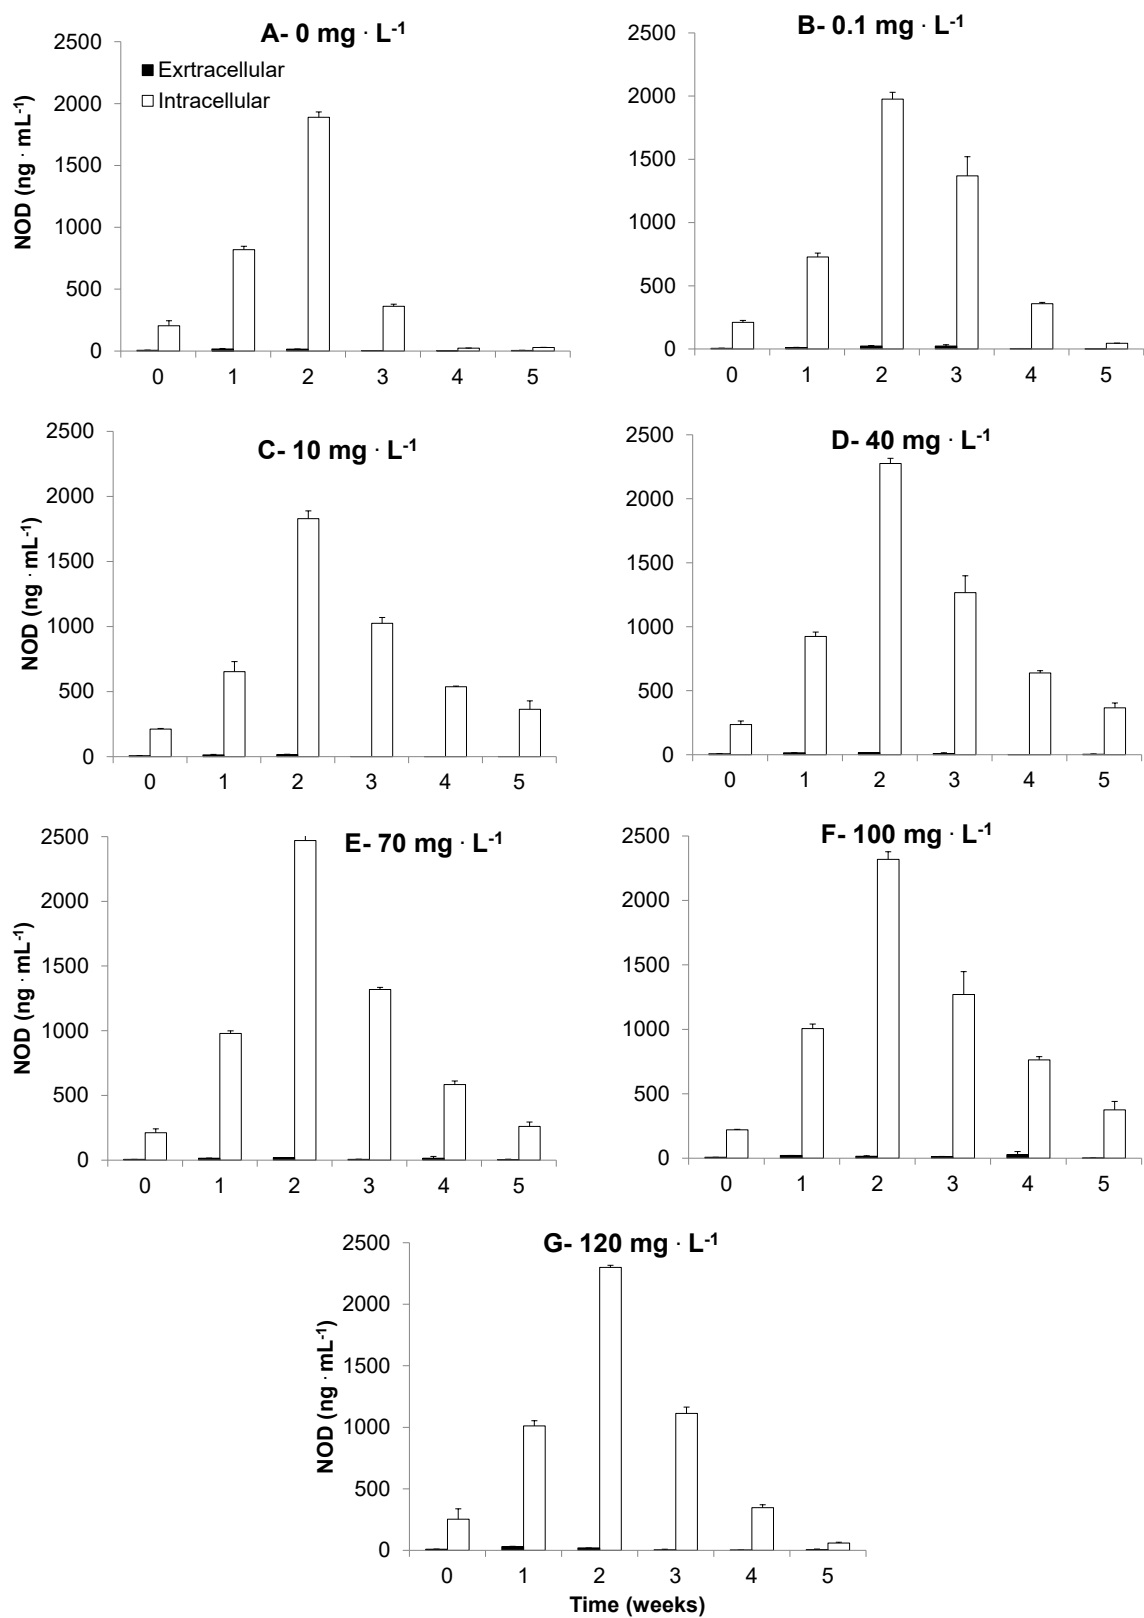 A- 0 mg · L-1
2500
2000
1500
1000
500
0
NOD (ng · mL-1)
Exrtracellular
Intracellular
0 1 2 3 4 5
B- 0.1 mg · L-1
2500
2000
1500
1000
500
0
0 1 2 3 4 5
C- 10 mg · L-1
2500
2000
1500
1000
500
0
NOD (ng · mL-1)
0 1 2 3 4 5
D- 40 mg · L-1
2500
2000
1500
1000
500
0
0 1 2 3 4 5
E- 70 mg · L-1
2500
2000
1500
1000
500
0
NOD (ng · mL-1)
0 1 2 3 4 5
F- 100 mg · L-1
2500
2000
1500
1000
500
0
0 1 2 3 4 5
G- 120 mg · L-1
2500
2000
1500
1000
500
0
NOD (ng · mL-1)
0 1 2 3 4 5
Time (weeks)